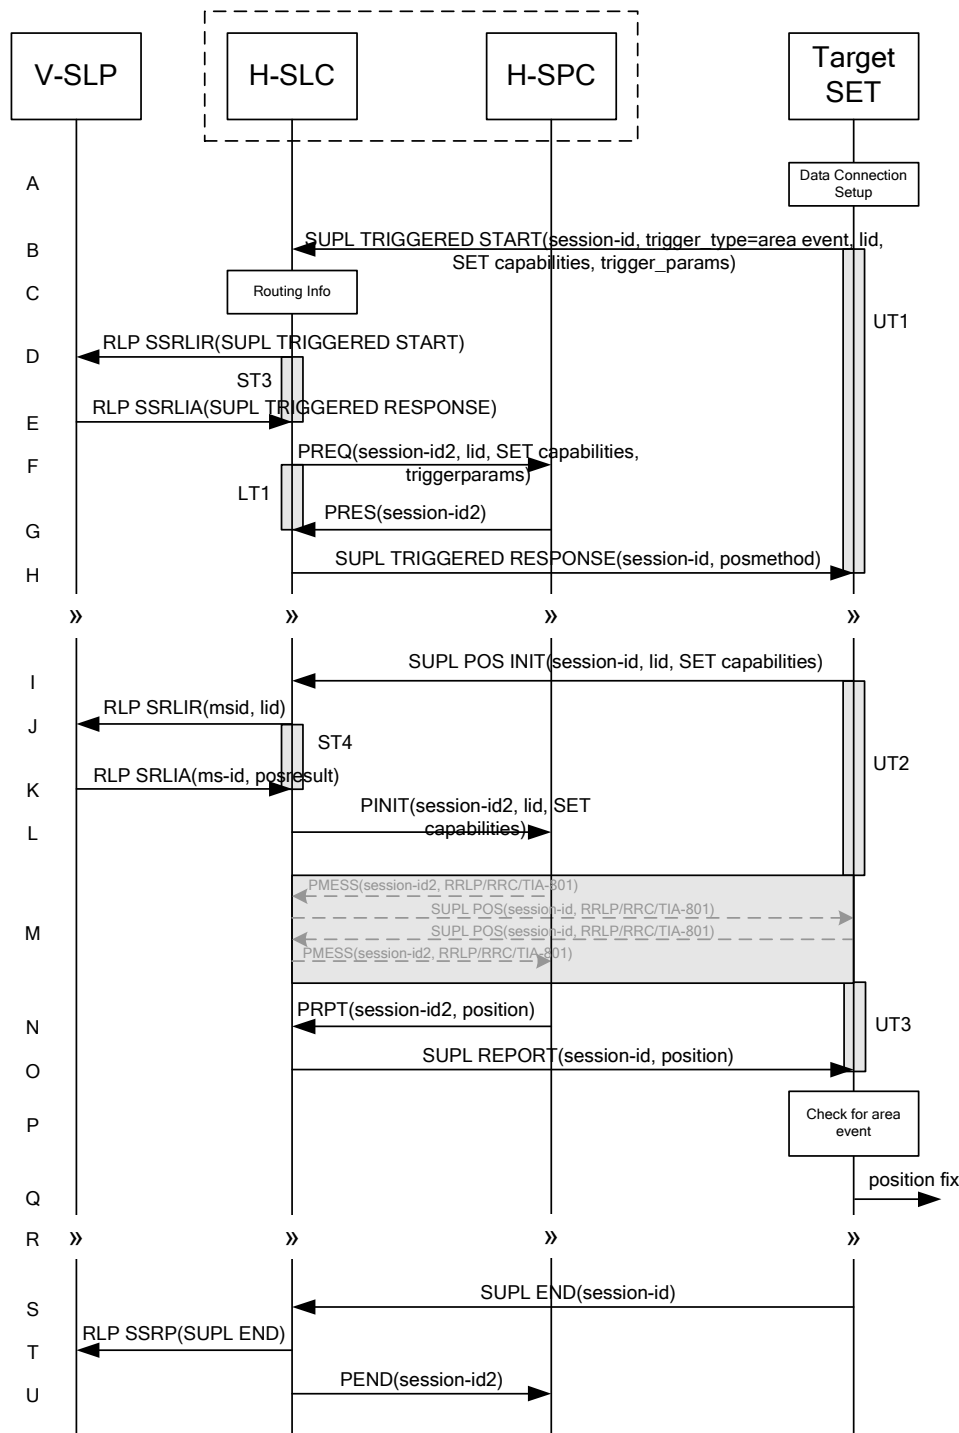 V-SLP
H-SLC
H-SPC
Target
SET
A
Data Connection
Setup
B
SUPL TRIGGERED START(session-id, trigger_type=area event, lid,
SET capabilities, trigger_params)
C
Routing Info
UT1
D
RLP SSRLIR(SUPL TRIGGERED START)
ST3
E
RLP SSRLIA(SUPL TRIGGERED RESPONSE)
F
PREQ(session-id2, lid, SET capabilities,
triggerparams)
LT1
G
PRES(session-id2)
H
SUPL TRIGGERED RESPONSE(session-id, posmethod)
» » » »
I
SUPL POS INIT(session-id, lid, SET capabilities)
J
RLP SRLIR(msid, lid)
ST4
UT2
K
RLP SRLIA(ms-id, posresult)
L
PINIT(session-id2, lid, SET
capabilities)
M
PMESS(session-id2, RRLP/RRC/TIA-801)
SUPL POS(session-id, RRLP/RRC/TIA-801)
SUPL POS(session-id, RRLP/RRC/TIA-801)
PMESS(session-id2, RRLP/RRC/TIA-801)
N
PRPT(session-id2, position)
UT3
O
SUPL REPORT(session-id, position)
P
Check for area
event
Q
position fix
R » » » »
S
SUPL END(session-id)
T
RLP SSRP(SUPL END)
U
PEND(session-id2)